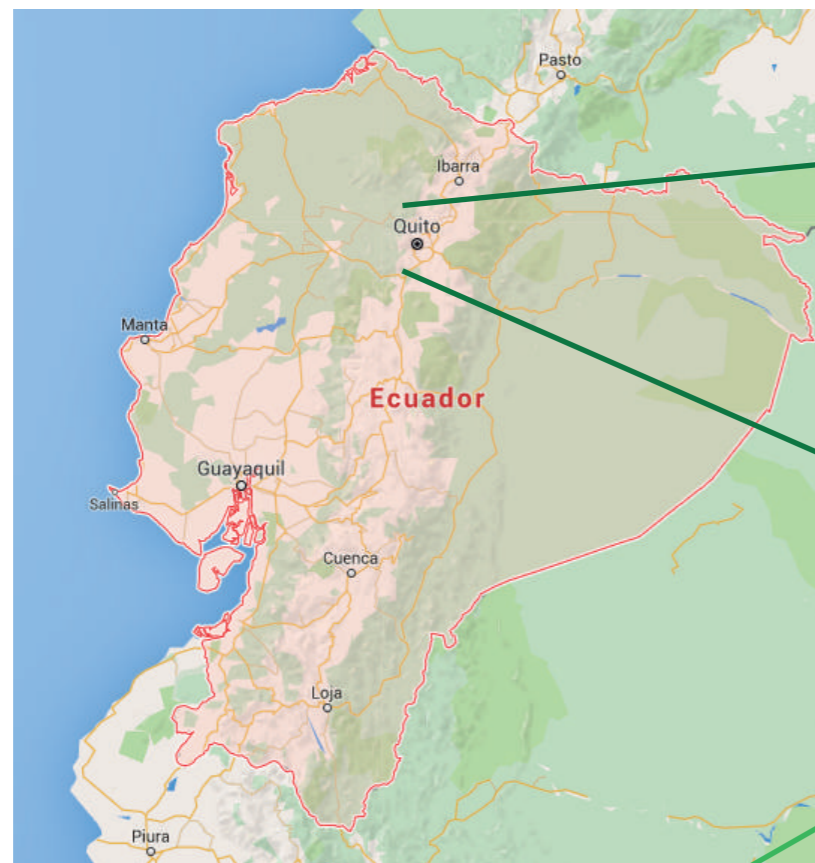 Pasto
Ibarra
Quito
Manta
Ecuador
Guayaquil
Salinas
Cuenca
Loja
Piura